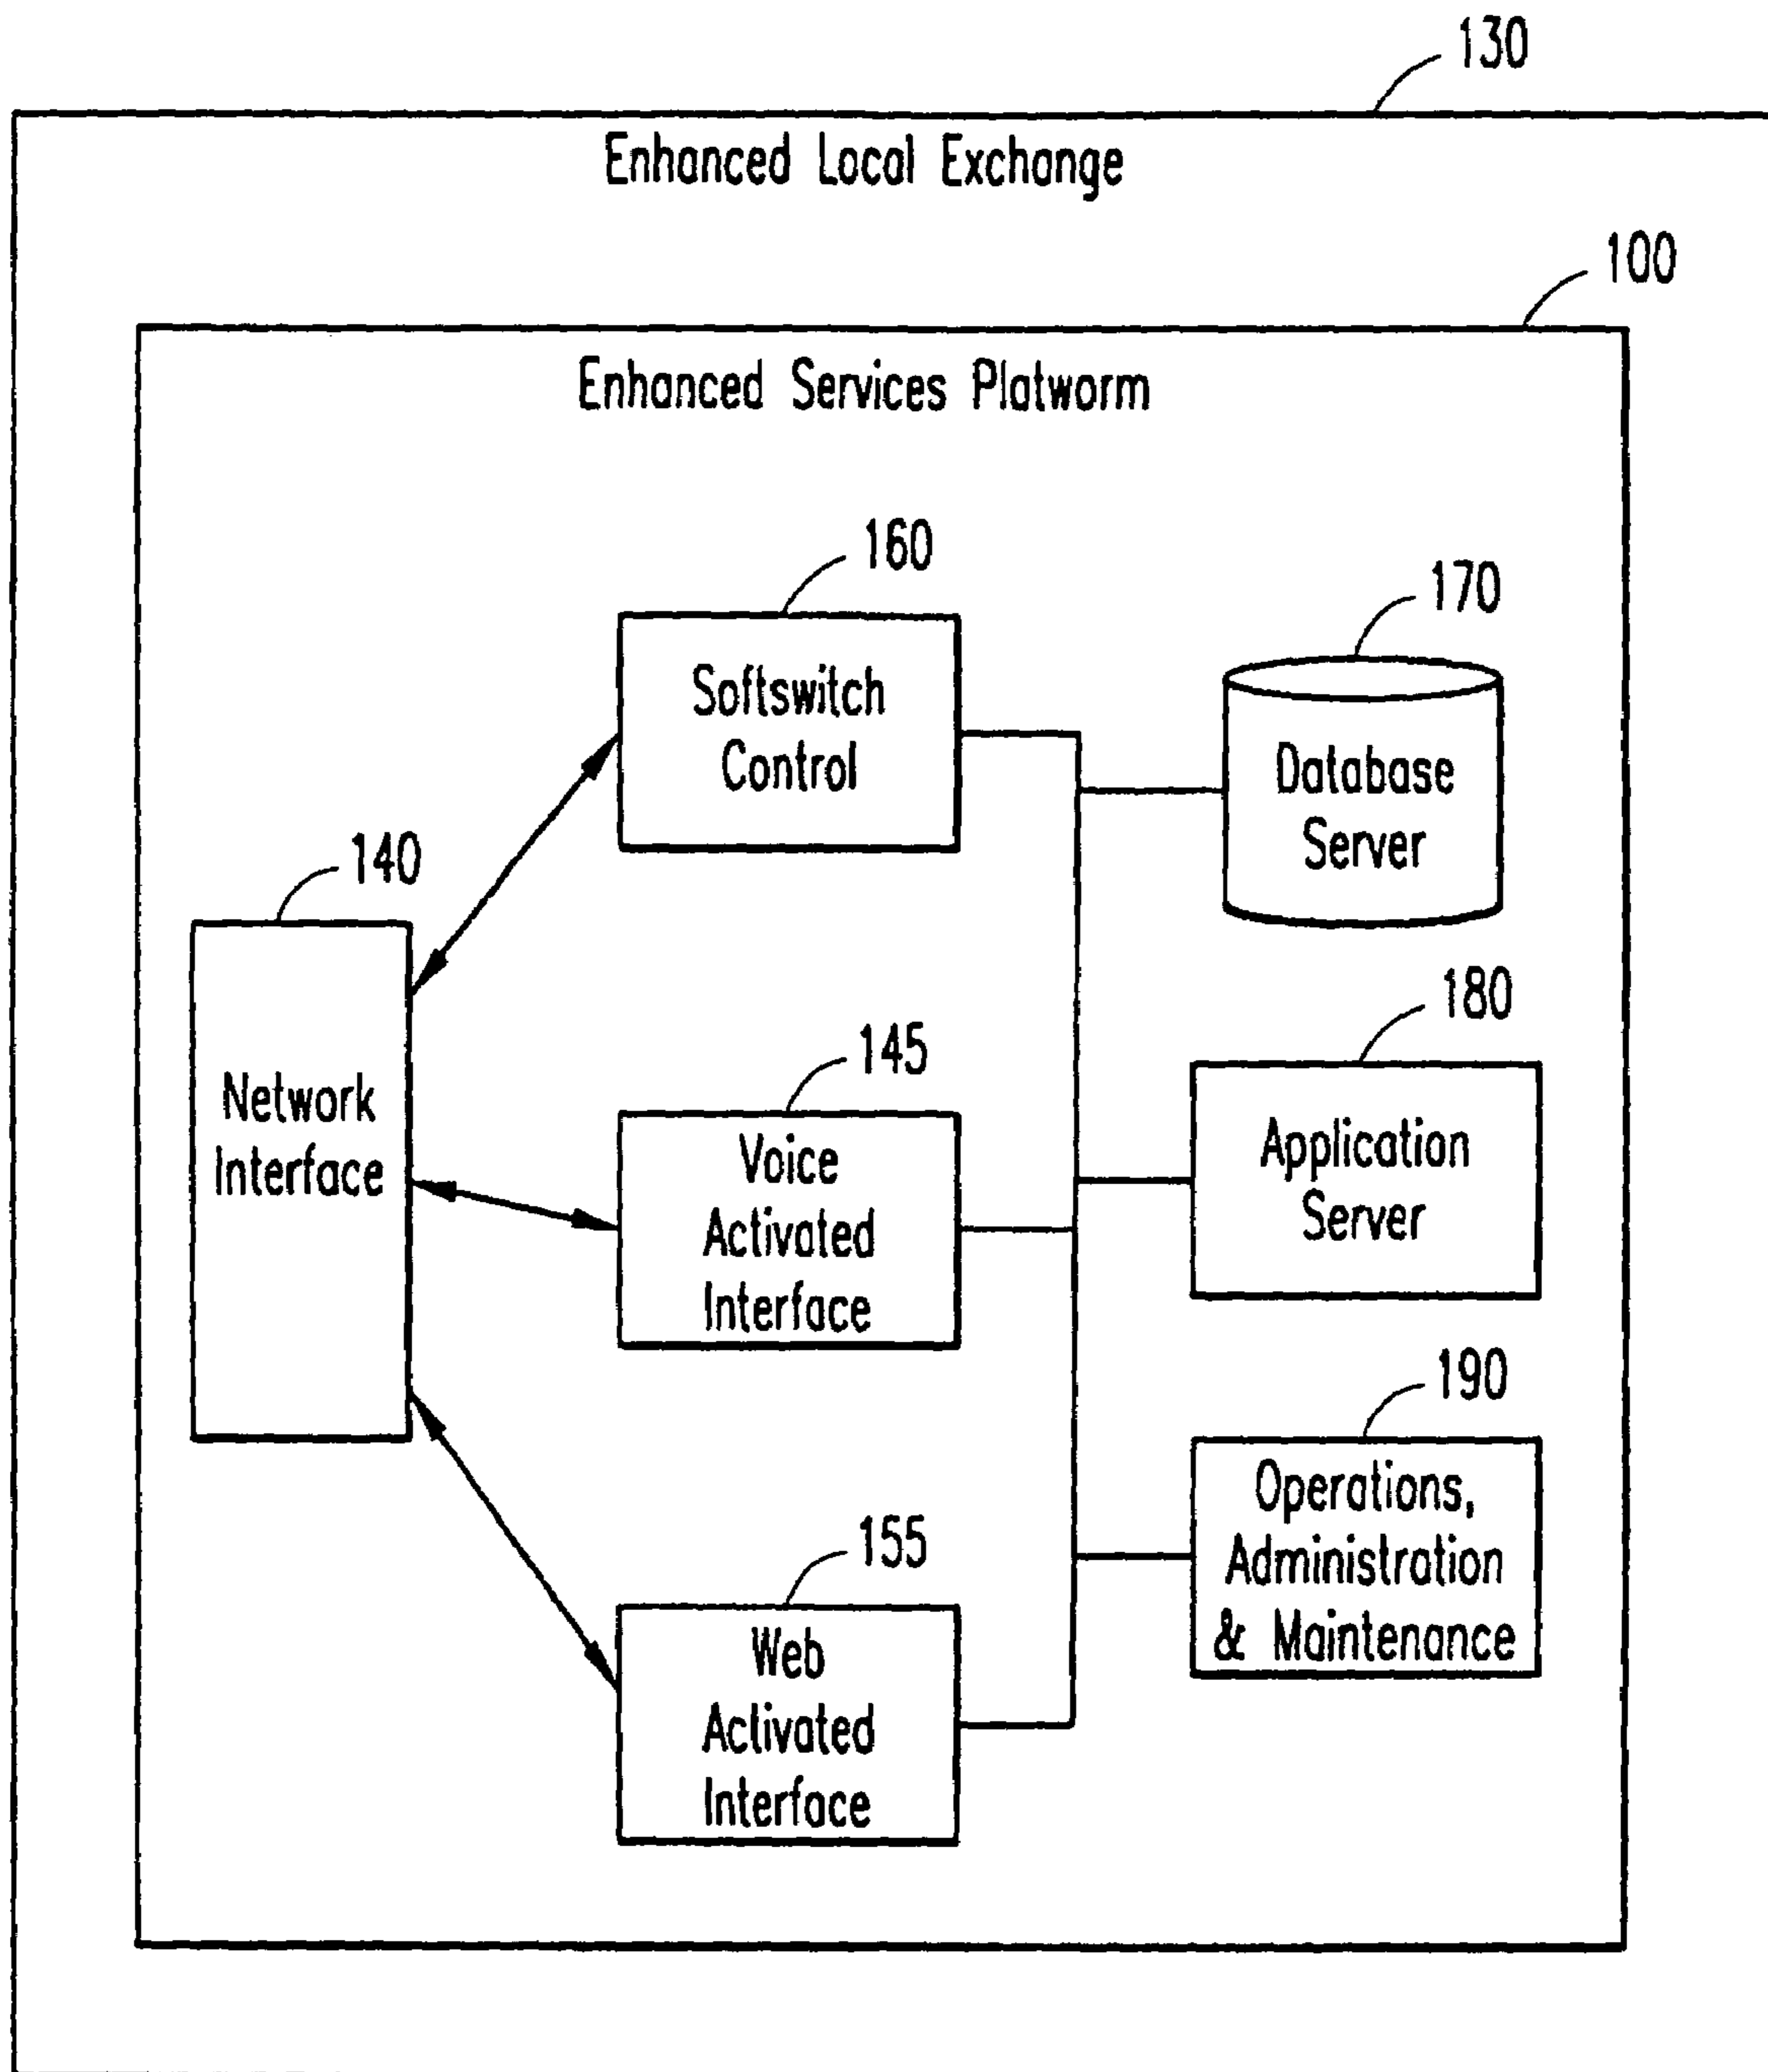 130
Enhanced Local Exchange
100
Enhanced Services Platworm
160
Softswitch
Control
170
Database
Server
140
Network
Interface
145
Voice
Activated
Interface
180
Application
Server
155
Web
Activated
Interface
190
Operations,
Administration
& Maintenance